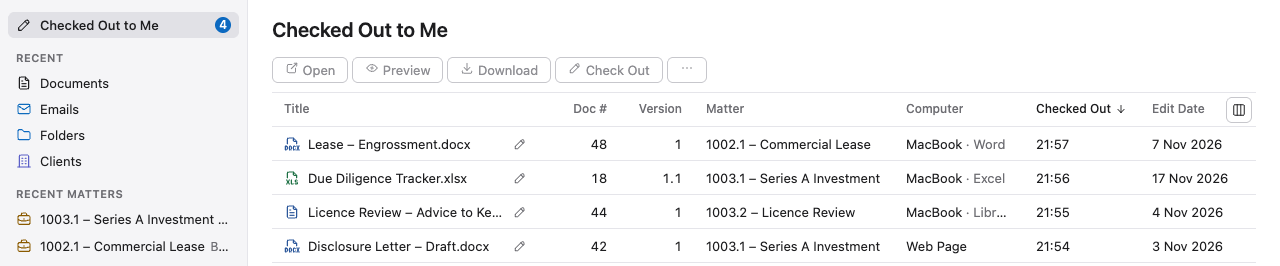 Checked Out to Me 4
RECENT
Documents
Emails
Folders
Clients
RECENT MATTERS
1003.1 – Series A Investment ...
1002.1 – Commercial Lease B...
Checked Out to Me
Open Preview Download Check Out ...
Title Doc # Version Matter Computer Checked Out ↓ Edit Date
DOCX Lease – Engrossment.docx 48 1 1002.1 – Commercial Lease MacBook · Word 21:57 7 Nov 2026
XLS Due Diligence Tracker.xlsx 18 1.1 1003.1 – Series A Investment MacBook · Excel 21:56 17 Nov 2026
Licence Review – Advice to Ke... 44 1 1003.2 – Licence Review MacBook · Libr... 21:55 4 Nov 2026
DOCX Disclosure Letter – Draft.docx 42 1 1003.1 – Series A Investment Web Page 21:54 3 Nov 2026